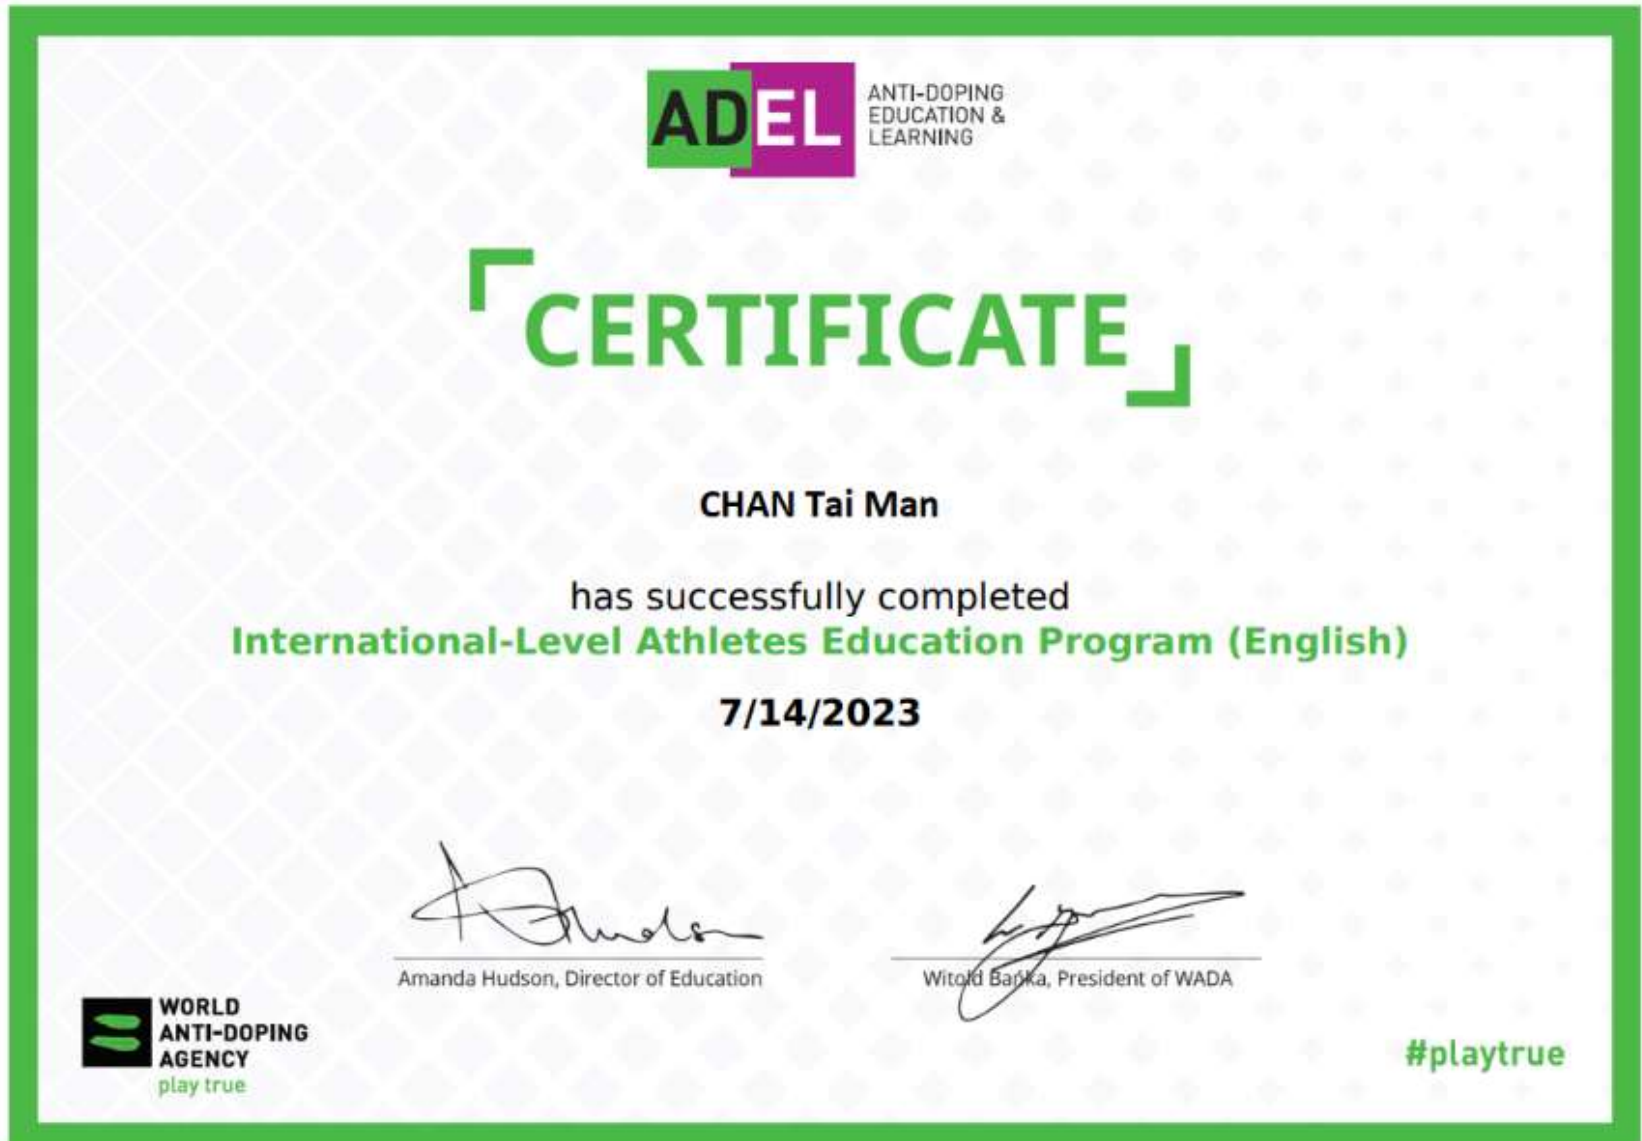 ADEL
ANTI-DOPING
EDUCATION &
LEARNING
CERTIFICATE
CHAN Tai Man
has successfully completed
International-Level Athletes Education Program (English)
7/14/2023
Amanda Hudson, Director of Education
Witold Bańka, President of WADA
WORLD
ANTI-DOPING
AGENCY
play true
#playtrue